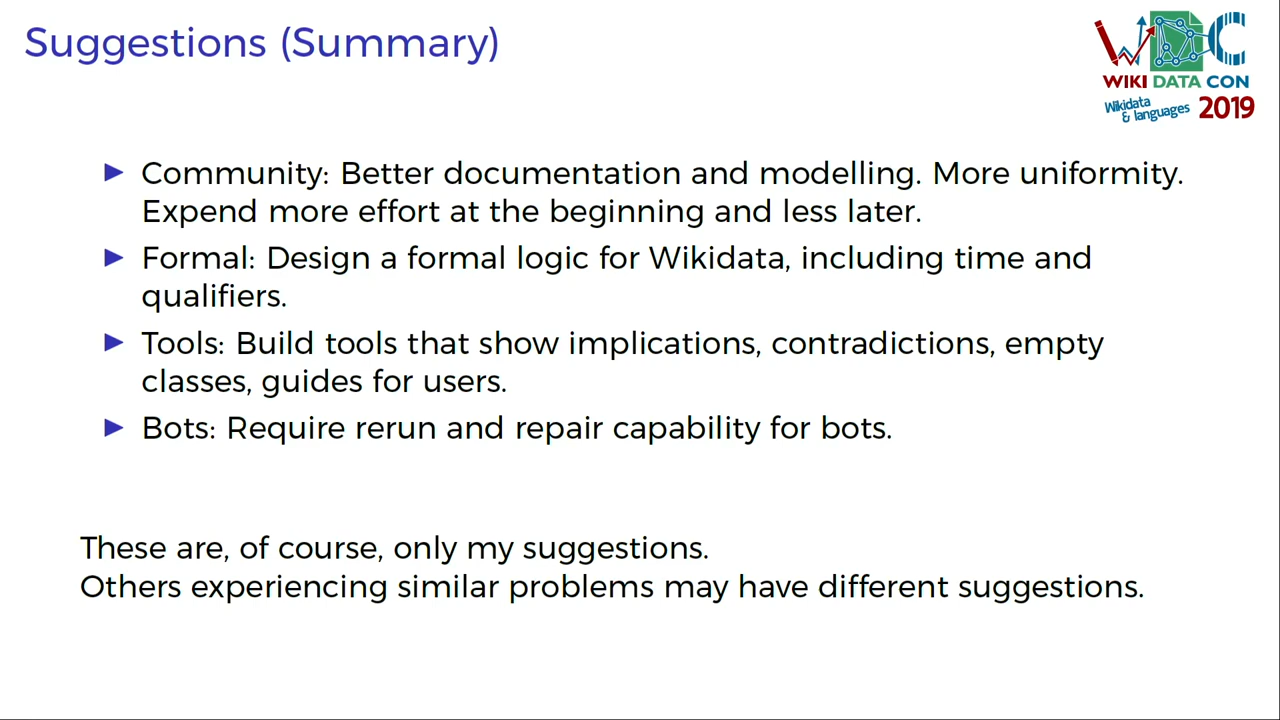 Suggestions (Summary)
WDC
WIKI DATA CON
Wikidata
& languages 2019
Community: Better documentation and modelling. More uniformity.
Expend more effort at the beginning and less later.
Formal: Design a formal logic for Wikidata, including time and
qualifiers.
Tools: Build tools that show implications, contradictions, empty
classes, guides for users.
Bots: Require rerun and repair capability for bots.
These are, of course, only my suggestions.
Others experiencing similar problems may have different suggestions.